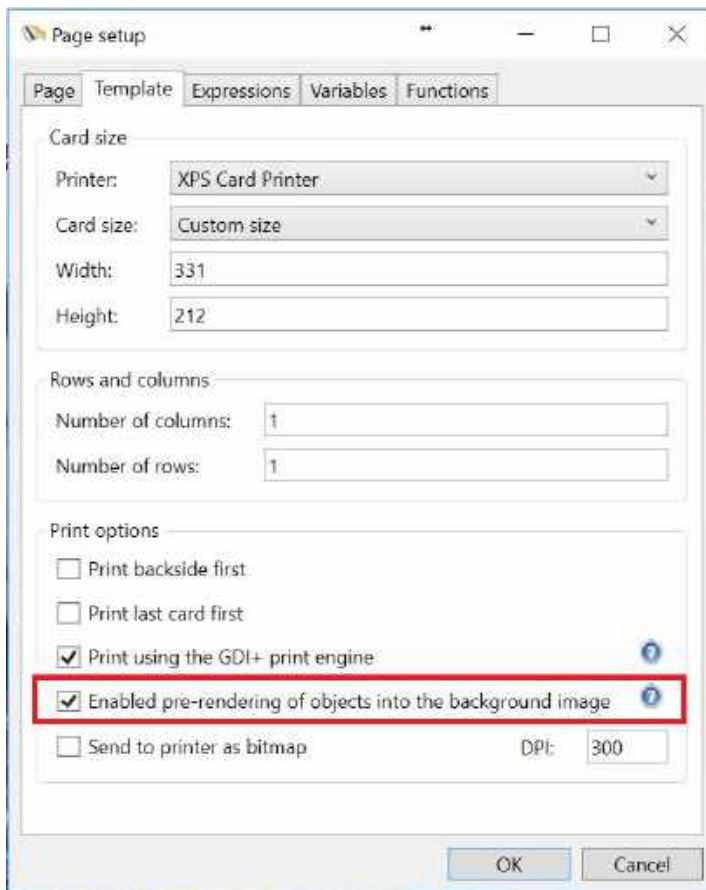 Page setup
Page Template Expressions Variables Functions
Card size
Printer: XPS Card Printer
Card size: Custom size
Width: 331
Height: 212
Rows and columns
Number of columns: 1
Number of rows: 1
Print options
Print backside first
Print last card first
Print using the GDI+ print engine ?
Enabled pre-rendering of objects into the background image ?
Send to printer as bitmap DPI: 300
OK Cancel